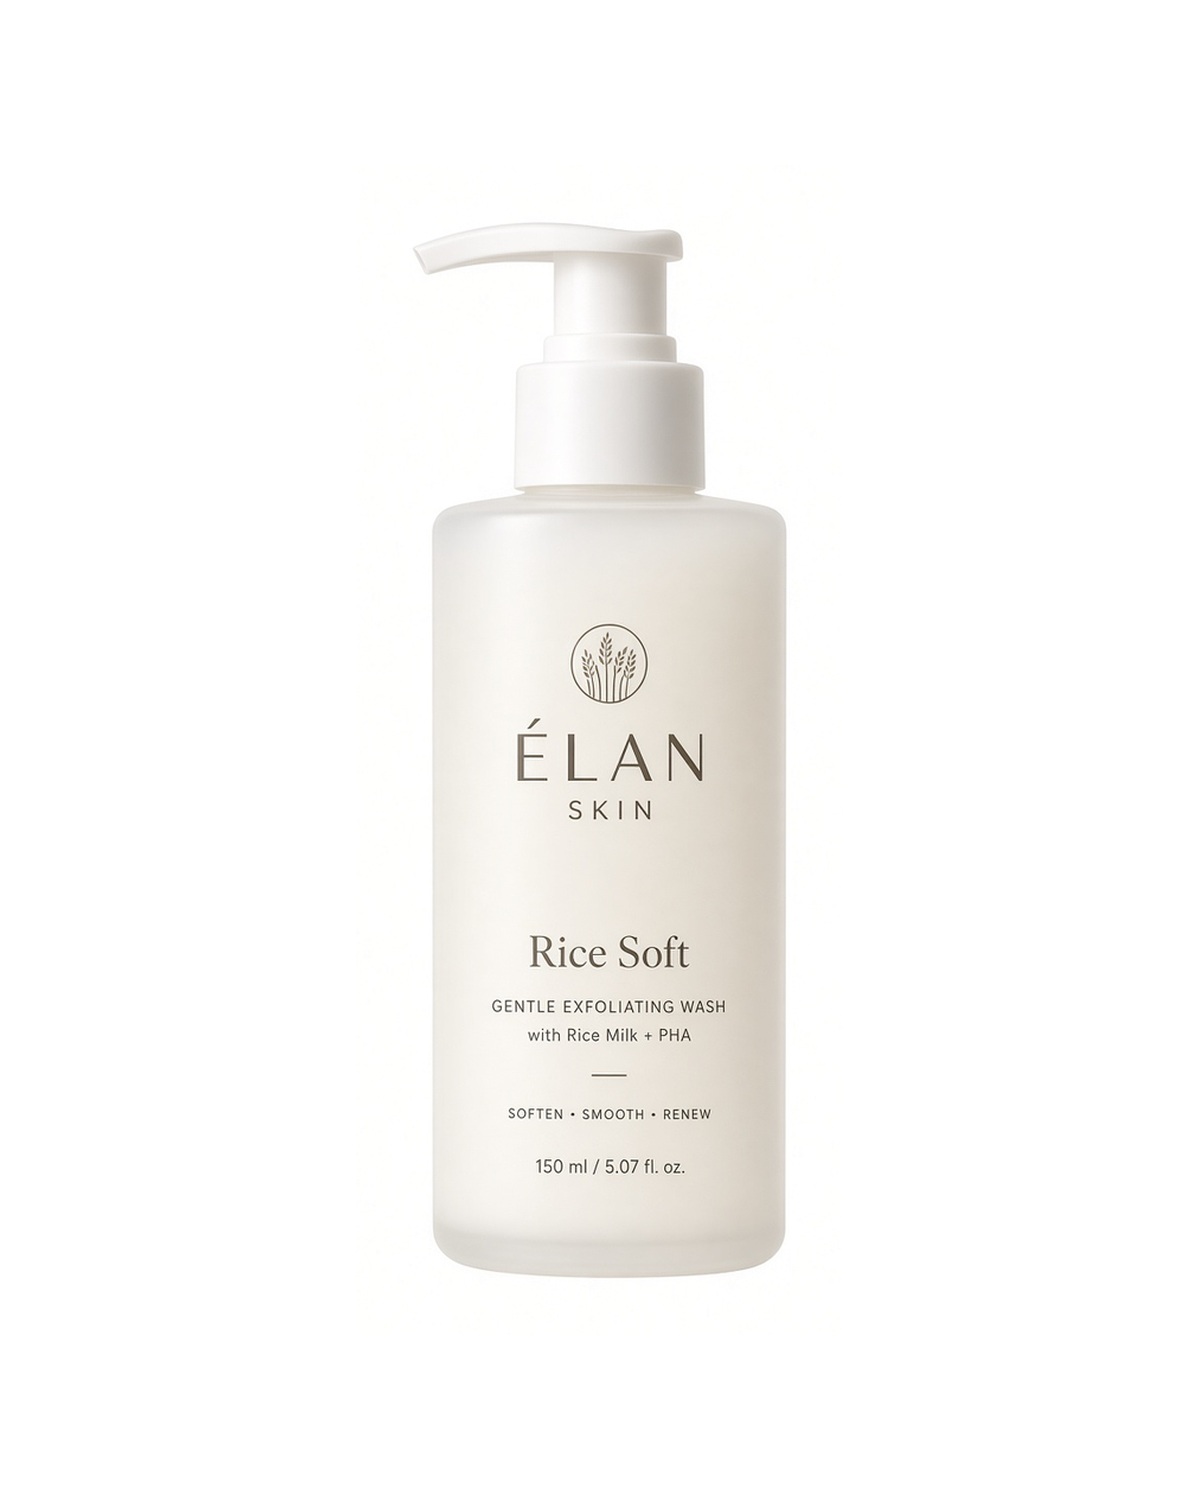 ÉLAN
SKIN
Rice Soft
GENTLE EXFOLIATING WASH
with Rice Milk + PHA
SOFTEN • SMOOTH • RENEW
150 ml / 5.07 fl. oz.